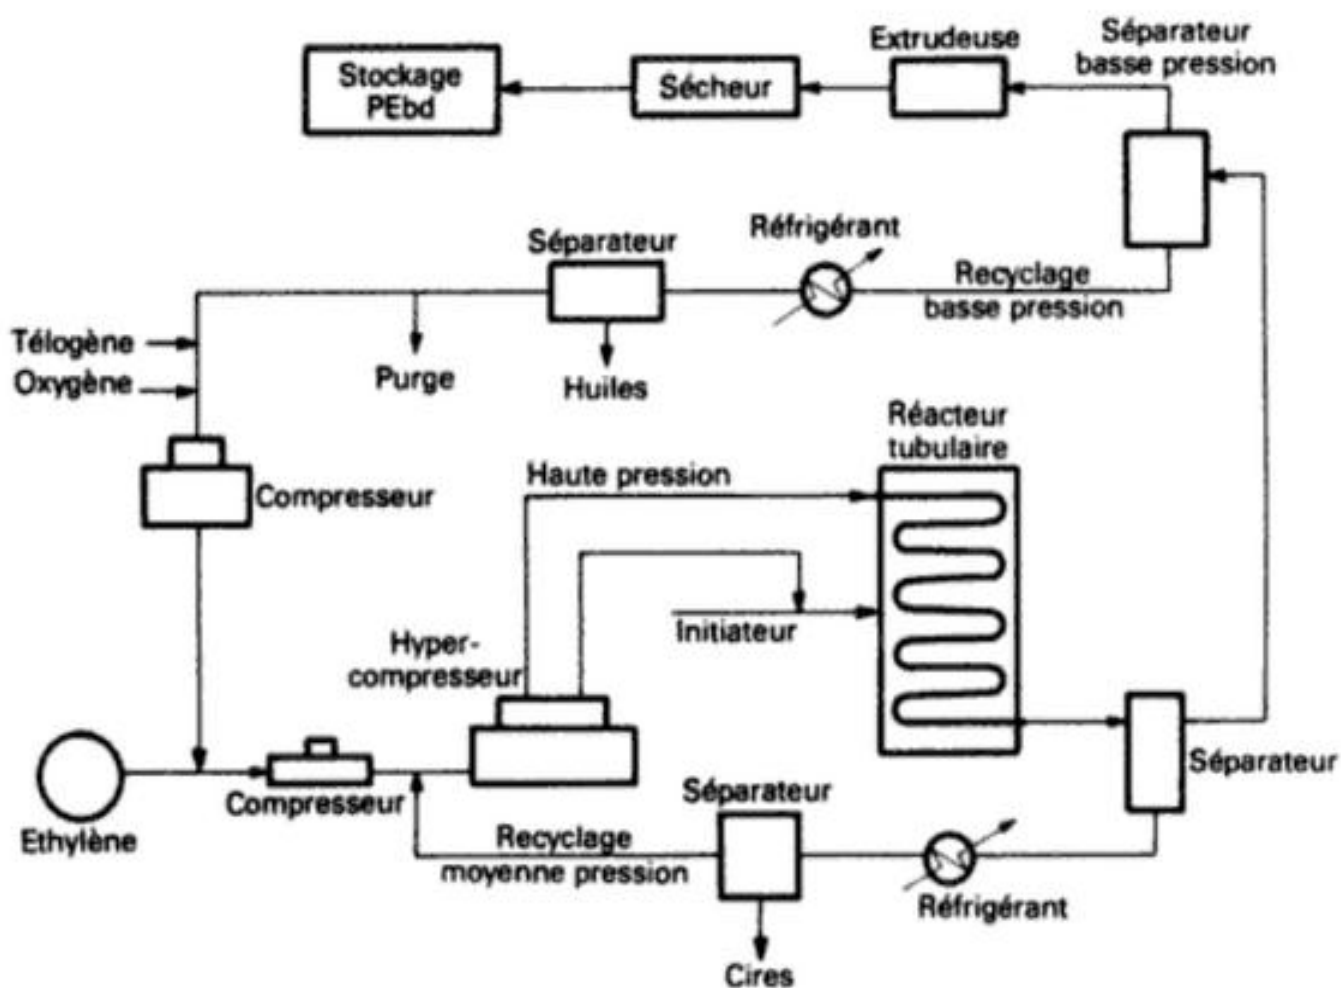 Stockage
PEbd
Sécheur
Extrudeuse
Séparateur
basse pression
Séparateur
Réfrigérant
Recyclage
basse pression
Télogène
Oxygène
Purge
Huiles
Compresseur
Réacteur
tubulaire
Haute pression
Initiateur
Hyper-
compresseur
Ethylène
Compresseur
Séparateur
Séparateur
Recyclage
moyenne pression
Réfrigérant
Cires